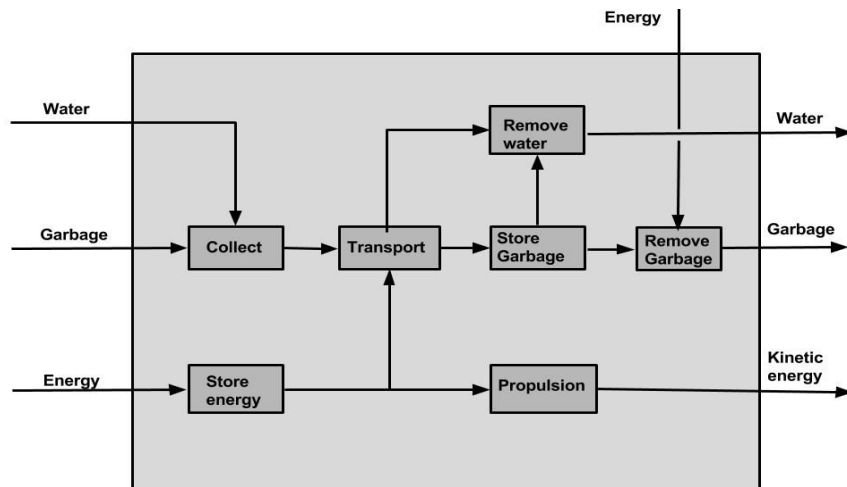 Energy
Water
Remove
water
Water
Garbage
Collect
Transport
Store
Garbage
Remove
Garbage
Garbage
Energy
Store
energy
Propulsion
Kinetic
energy